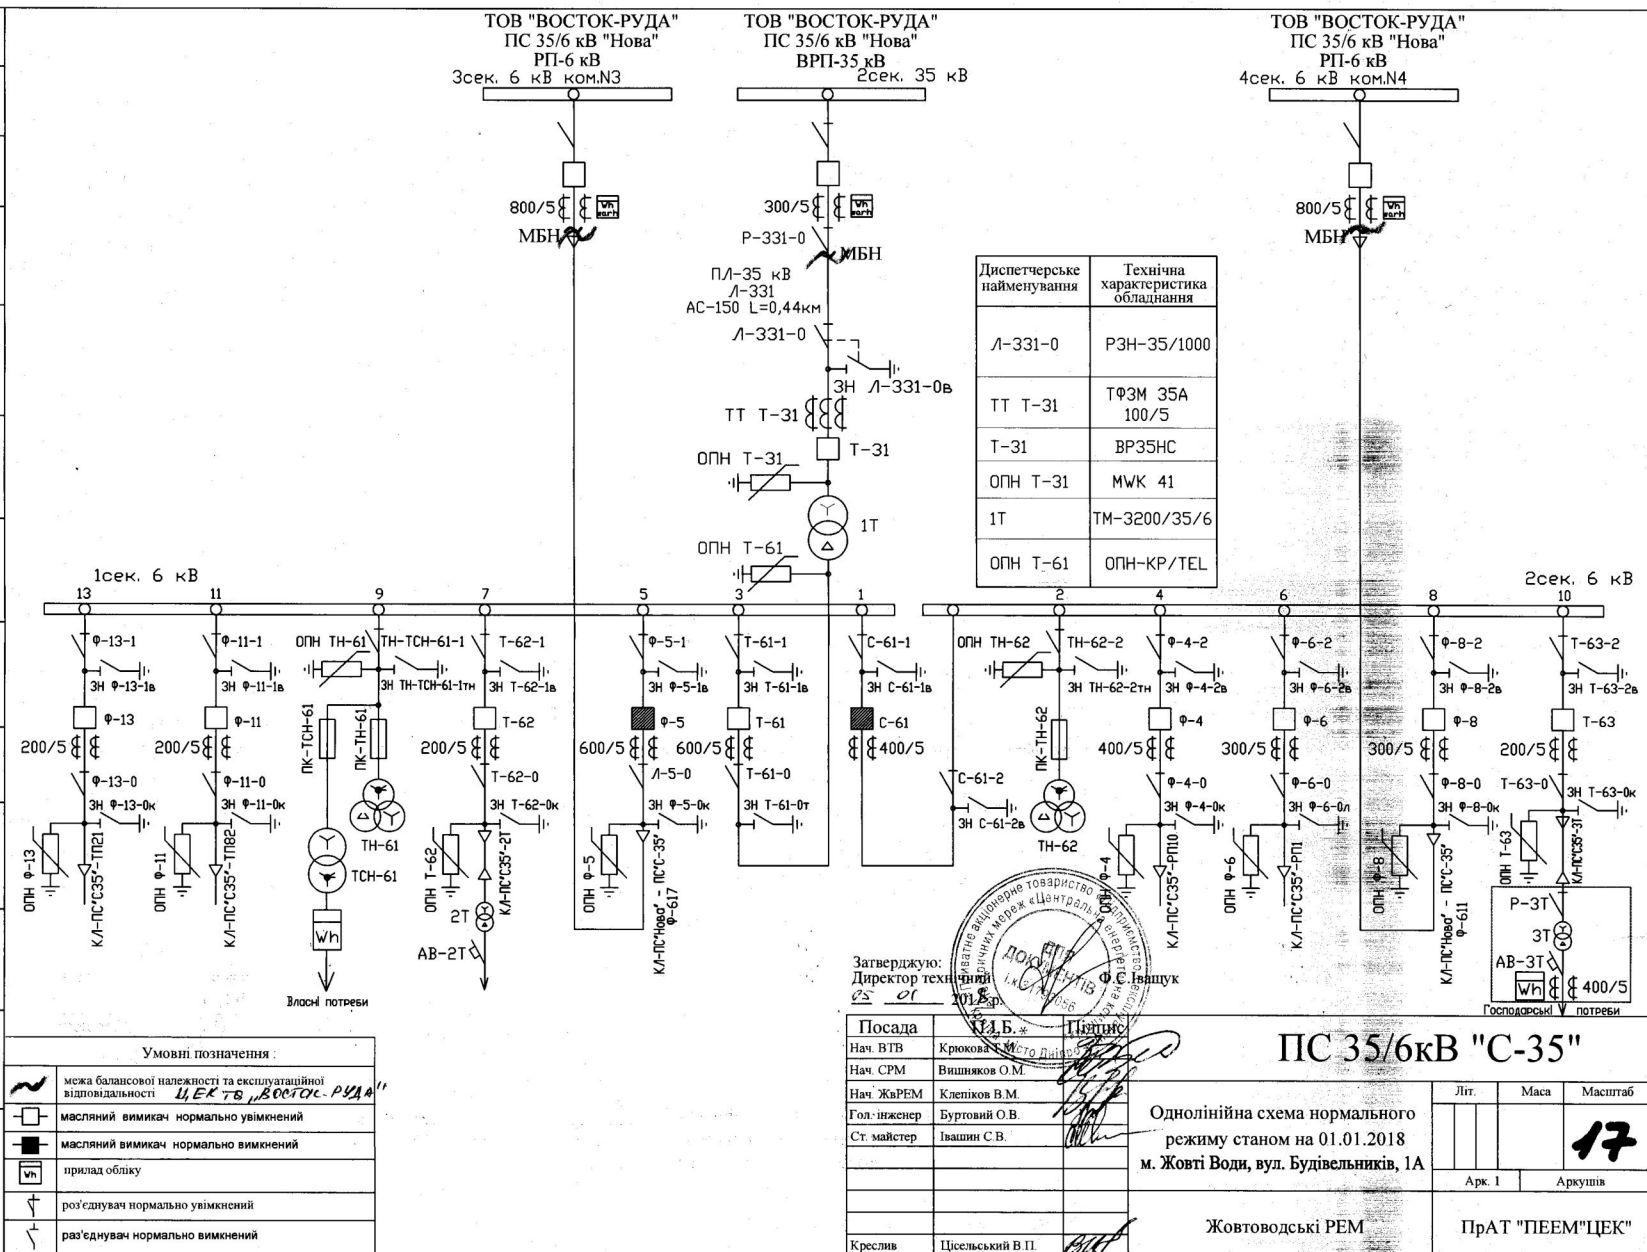 ТОВ "ВОСТОК-РУДА"
ПС 35/6 кВ "Нова"
РП-6 кВ
3сек. 6 кВ ком.N3
ТОВ "ВОСТОК-РУДА"
ПС 35/6 кВ "Нова"
ВРП-35 кВ
2сек. 35 кВ
ТОВ "ВОСТОК-РУДА"
ПС 35/6 кВ "Нова"
РП-6 кВ
4сек. 6 кВ ком.N4
800/5
Wh
varh
МБН
300/5
Wh
varh
Р-331-0
МБН
800/5
Wh
varh
МБН
ПЛ-35 кВ
Л-331
АС-150 L=0,44км
Л-331-0
ЗН Л-331-0в
ТТ Т-31
Т-31
ОПН Т-31
1Т
ОПН Т-61
Диспетчерське найменування
Технічна характеристика обладнання
Л-331-0 РЗН-35/1000
ТТ Т-31 ТФЗМ 35А 100/5
Т-31 ВР35НС
ОПН Т-31 MWK 41
1Т ТМ-3200/35/6
ОПН Т-61 ОПН-КР/TEL
1сек. 6 кВ
2сек. 6 кВ
13 11 9 7 5 3 1 2 4 6 8 10
Ф-13-1
ЗН Ф-13-1в
Ф-13
200/5
Ф-13-0
ЗН Ф-13-0к
ОПН Ф-13
КЛ-ПС"С35"-ТП21
Ф-11-1
ЗН Ф-11-1в
Ф-11
200/5
Ф-11-0
ЗН Ф-11-0к
ОПН Ф-11
КЛ-ПС"С35"-ТП82
ОПН ТН-61
ТН-ТСН-61-1
ЗН ТН-ТСН-61-1тн
ПК-ТСН-61
ПК-ТН-61
ТН-61
ТСН-61
Wh
Власні потреби
Т-62-1
ЗН Т-62-1в
Т-62
200/5
Т-62-0
ЗН Т-62-0к
ОПН Т-62
КЛ-ПС"С35"-2Т
2Т
АВ-2Т
Ф-5-1
ЗН Ф-5-1в
Ф-5
600/5
Л-5-0
ЗН Ф-5-0к
ОПН Ф-5
КЛ-ПС"Нова" - ПС"С-35"
Ф-617
Т-61-1
ЗН Т-61-1в
Т-61
600/5
Т-61-0
ЗН Т-61-0т
С-61-1
ЗН С-61-1в
С-61
400/5
С-61-2
ЗН С-61-2в
ОПН ТН-62
ТН-62-2
ЗН ТН-62-2тн
ПК-ТН-62
ТН-62
Ф-4-2
ЗН Ф-4-2в
Ф-4
400/5
Ф-4-0
ЗН Ф-4-0к
ОПН Ф-4
КЛ-ПС"С35"-РП10
Ф-6-2
ЗН Ф-6-2в
Ф-6
300/5
Ф-6-0
ЗН Ф-6-0л
ОПН Ф-6
КЛ-ПС"С35"-РП1
Ф-8-2
ЗН Ф-8-2в
Ф-8
300/5
Ф-8-0
ЗН Ф-8-0к
ОПН Ф-8
КЛ-ПС"Ново" - ПС"С-35"
Ф-611
Т-63-2
ЗН Т-63-2в
Т-63
200/5
Т-63-0
ЗН Т-63-0к
ОПН Т-63
КЛ-ПС"С35"-3Т
Р-3Т
3Т
АВ-3Т
Wh
400/5
Господарські потреби
Умовні позначення :
межа балансової належності та експлуатаційної
відповідальності ЦЕК та "ВОСТОК-РУДА"
масляний вимикач нормально увімкнений
масляний вимикач нормально вимкнений
Wh прилад обліку
роз'єднувач нормально увімкнений
раз'єднувач нормально вимкнений
Затверджую:
Директор технічний Ф.С.Іващук
05 01
ДЛЯ
ДОКУМЕНТІВ
Посада П.І.Б. Підпис
Нач. ВТВ Крюкова Т.М.
Нач. СРМ Вишняков О.М.
Нач. ЖвРЕМ Клепіков В.М.
Гол. інженер Буртовий О.В.
Ст. майстер Івашин С.В.
Креслив Цісельський В.П.
ПС 35/6кВ "С-35"
Однолінійна схема нормального
режиму станом на 01.01.2018
м. Жовті Води, вул. Будівельників, 1А
Літ. Маса Масштаб
17
Арк. 1 Аркушів
Жовтоводські РЕМ
ПрАТ "ПЕЕМ"ЦЕК"